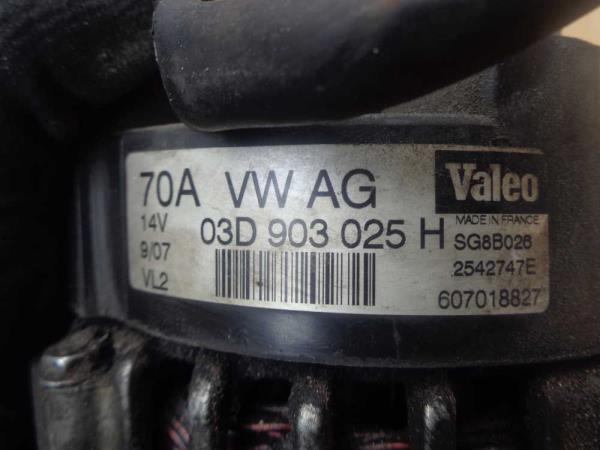 70A VW AG
14V
03D 903 025 H
9/07
VL2
Valeo
MADE IN FRANCE
SG8B026
2542747E
607018827